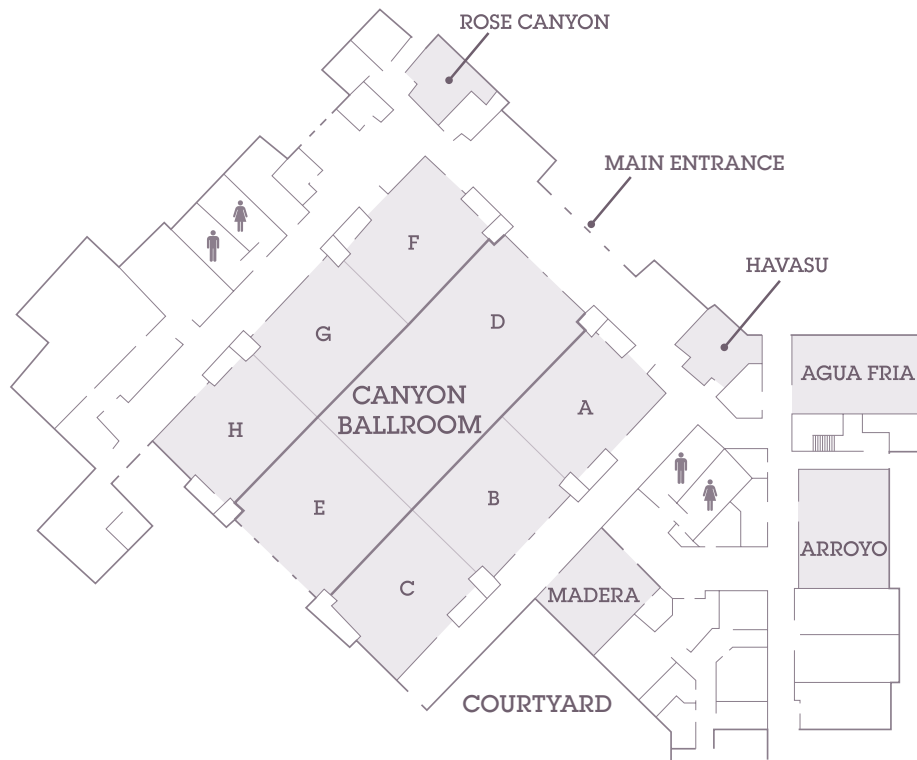 ROSE CANYON
MAIN ENTRANCE
F
HAVASU
D
G
AGUA FRIA
CANYON
BALLROOM
A
H
B
E
ARROYO
C
MADERA
COURTYARD